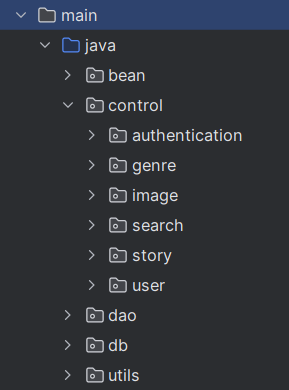 main
java
bean
control
authentication
genre
image
search
story
user
dao
db
utils